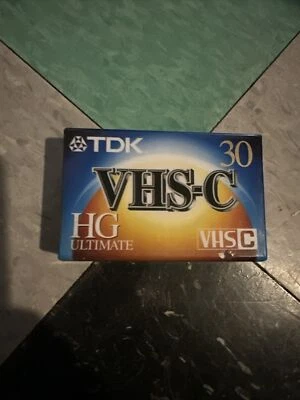 TDK
30
VHS-C
HG
ULTIMATE
VHS C